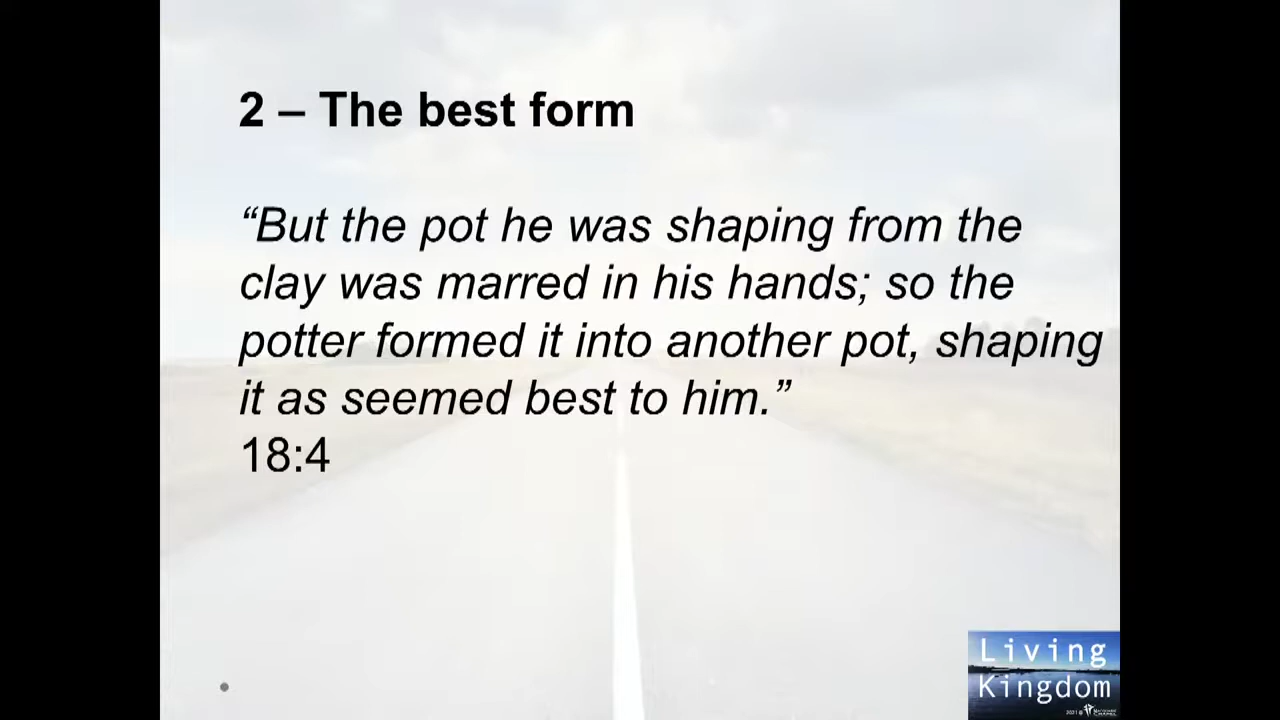 2 – The best form
“But the pot he was shaping from the
clay was marred in his hands; so the
potter formed it into another pot, shaping
it as seemed best to him.”
18:4
Living
Kingdom
2021 @